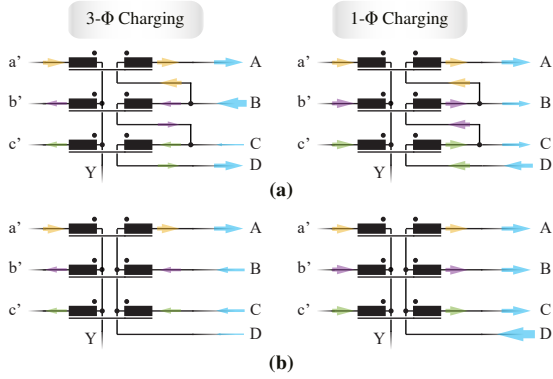 3-Φ Charging 1-Φ Charging
a’ A a’ A
b’ B b’ B
c’ C c’ C
D D
Y Y
(a)
a’ A a’ A
b’ B b’ B
c’ C c’ C
D D
Y Y
(b)